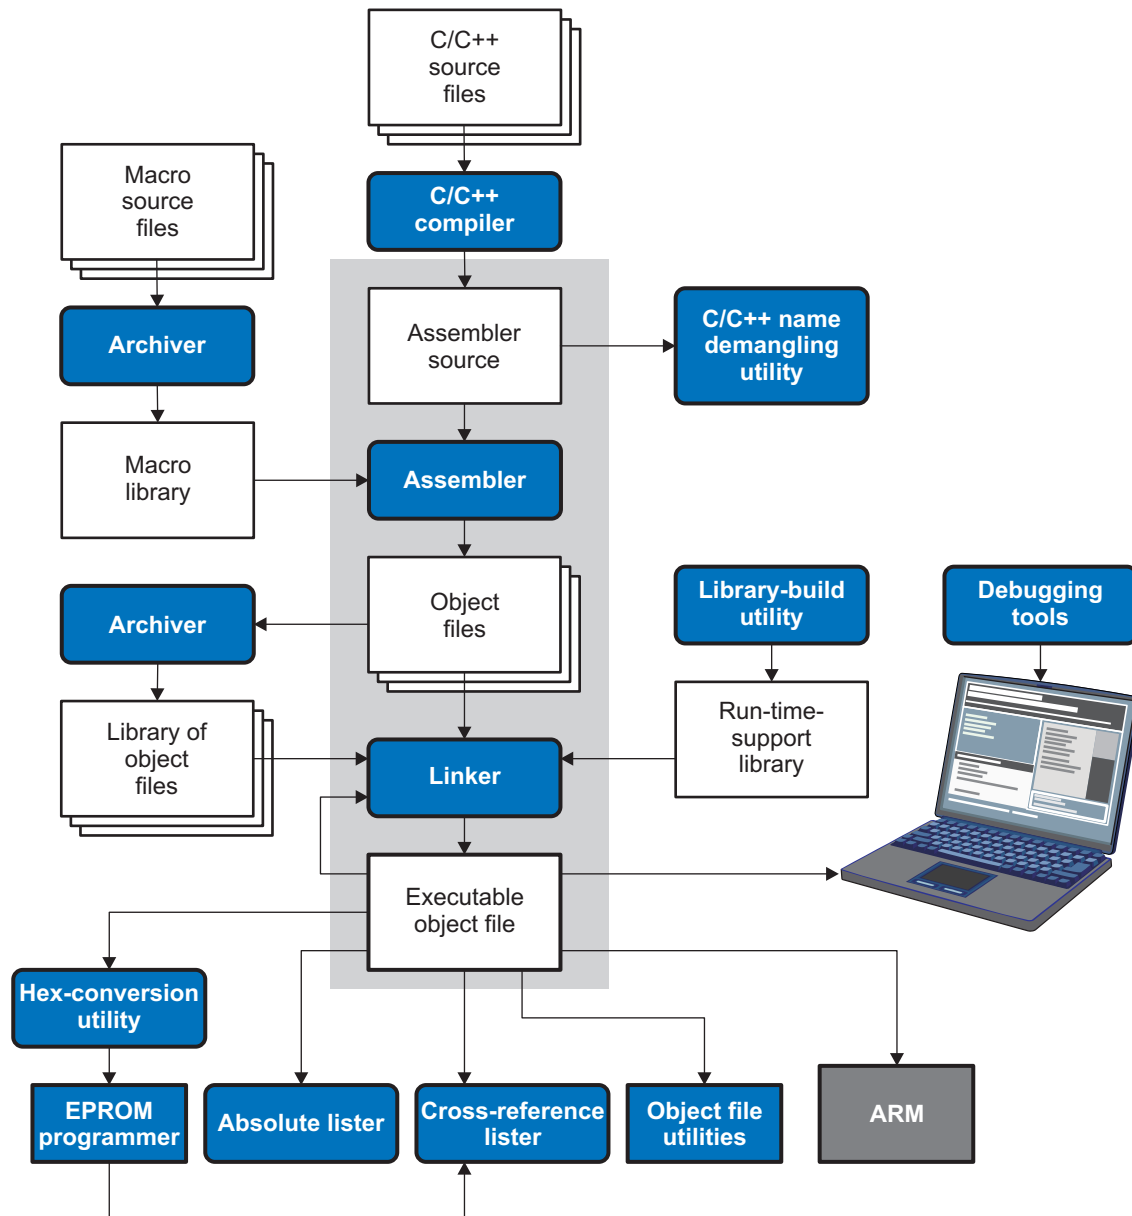 C/C++
source
files
Macro
source
files
C/C++
compiler
Archiver
Assembler
source
C/C++ name
demangling
utility
Macro
library
Assembler
Archiver
Object
files
Library-build
utility
Debugging
tools
Library of
object
files
Linker
Run-time-
support
library
Executable
object file
Hex-conversion
utility
EPROM
programmer
Absolute lister
Cross-reference
lister
Object file
utilities
ARM